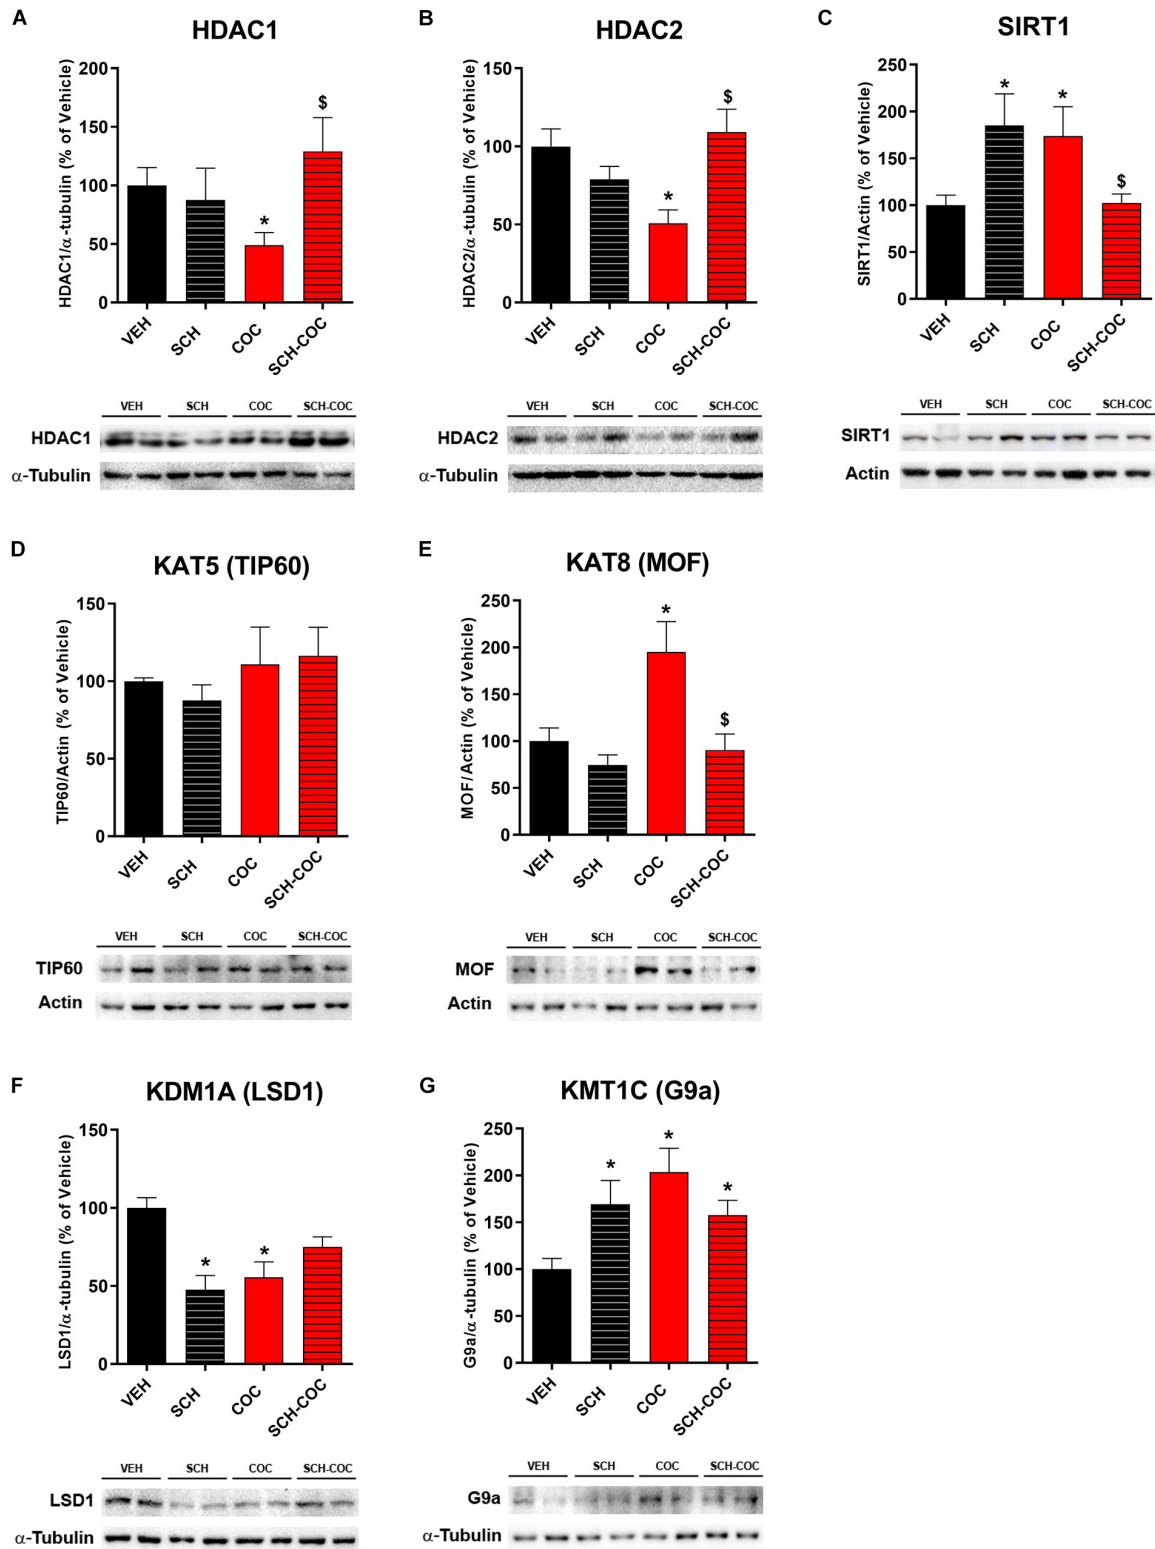 A
HDAC1
HDAC1/α-tubulin (% of Vehicle)
200
150
100
50
0
*
$
VEH
SCH
COC
SCH-COC
VEH SCH COC SCH-COC
HDAC1
α-Tubulin
B
HDAC2
HDAC2/α-tubulin (% of Vehicle)
150
100
50
0
*
$
VEH
SCH
COC
SCH-COC
VEH SCH COC SCH-COC
HDAC2
α-Tubulin
C
SIRT1
SIRT1/Actin (% of Vehicle)
250
200
150
100
50
0
*
*
$
VEH
SCH
COC
SCH-COC
VEH SCH COC SCH-COC
SIRT1
Actin
D
KAT5 (TIP60)
TIP60/Actin (% of Vehicle)
150
100
50
0
VEH
SCH
COC
SCH-COC
VEH SCH COC SCH-COC
TIP60
Actin
E
KAT8 (MOF)
MOF/Actin (% of Vehicle)
250
200
150
100
50
0
*
$
VEH
SCH
COC
SCH-COC
VEH SCH COC SCH-COC
MOF
Actin
F
KDM1A (LSD1)
LSD1/α-tubulin (% of Vehicle)
150
100
50
0
*
*
VEH
SCH
COC
SCH-COC
VEH SCH COC SCH-COC
LSD1
α-Tubulin
G
KMT1C (G9a)
G9a/α-tubulin (% of Vehicle)
250
200
150
100
50
0
*
*
*
VEH
SCH
COC
SCH-COC
VEH SCH COC SCH-COC
G9a
α-Tubulin